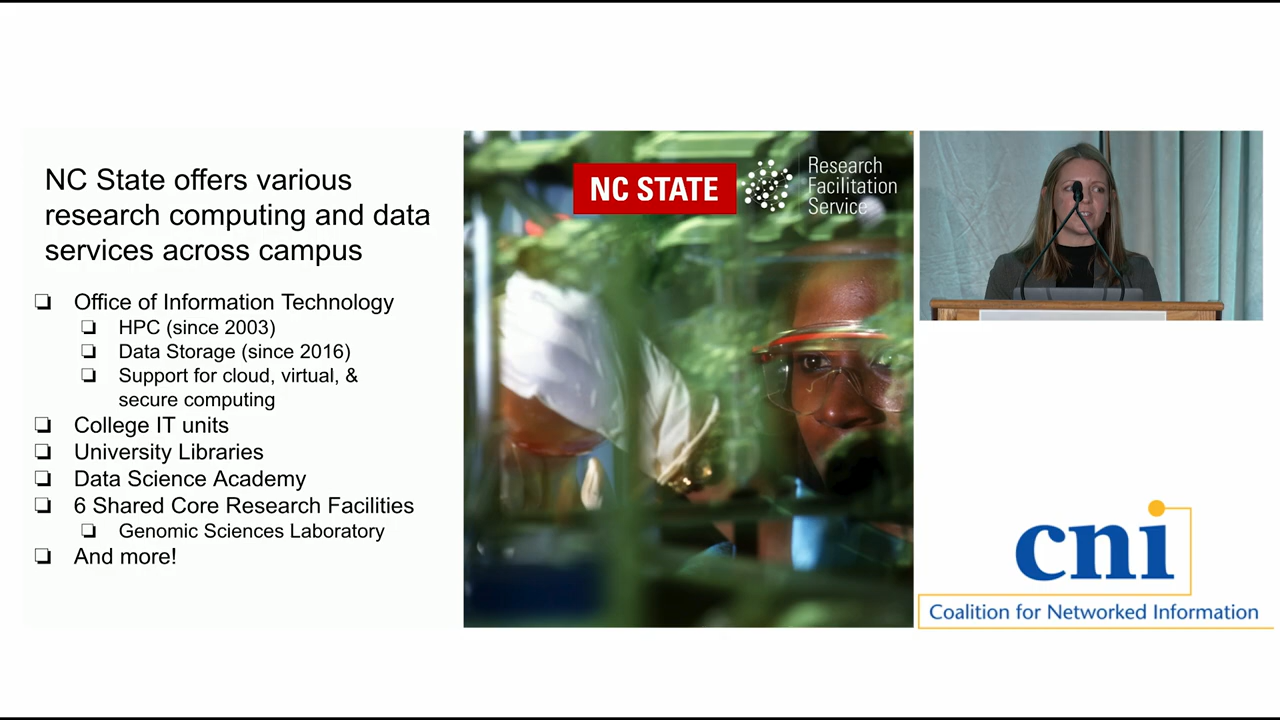 NC State offers various
research computing and data
services across campus
❏ Office of Information Technology
❏ HPC (since 2003)
❏ Data Storage (since 2016)
❏ Support for cloud, virtual, &
secure computing
❏ College IT units
❏ University Libraries
❏ Data Science Academy
❏ 6 Shared Core Research Facilities
❏ Genomic Sciences Laboratory
❏ And more!
NC STATE
Research
Facilitation
Service
cni
Coalition for Networked Information